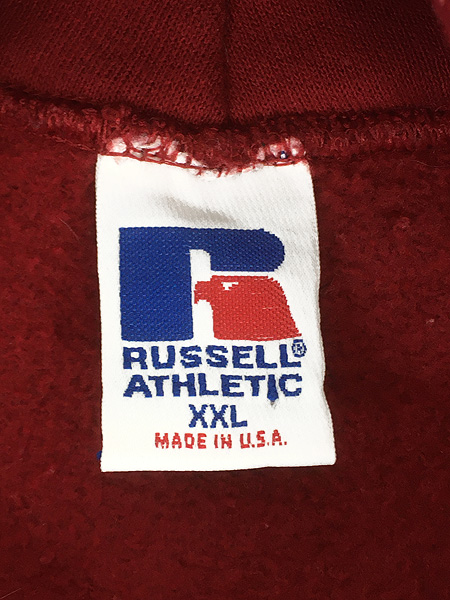 RUSSELL®
ATHLETIC
XXL
MADE IN U.S.A.